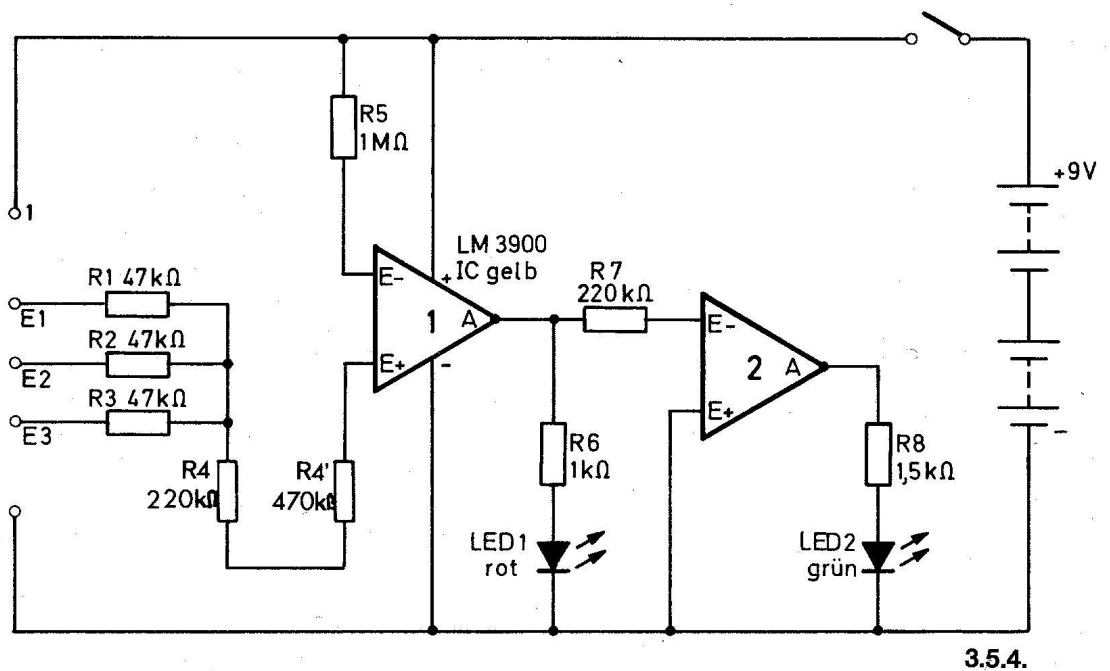 R5
1MΩ
+9V
1
LM 3900
IC gelb
R1 47kΩ
E1
R2 47kΩ
E2
R3 47kΩ
E3
E-
+
1
A
E+
-
R7
220kΩ
E-
2
A
E+
-
R4
220kΩ
R4'
470kΩ
R6
1kΩ
R8
1,5kΩ
LED1
rot
LED2
grün
3.5.4.